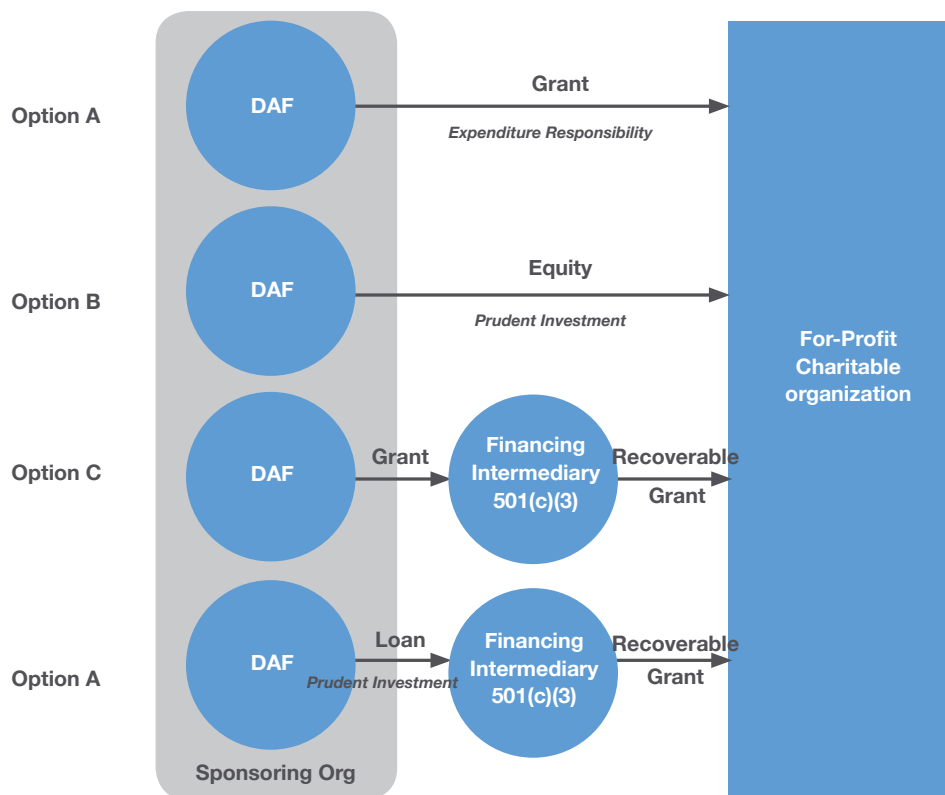 Option A
DAF
Grant
Expenditure Responsibility
Option B
DAF
Equity
Prudent Investment
For-Profit
Charitable
organization
Option C
DAF
Grant
Financing
Intermediary
501(c)(3)
Recoverable
Grant
Option A
DAF
Loan
Prudent Investment
Financing
Intermediary
501(c)(3)
Recoverable
Grant
Sponsoring Org